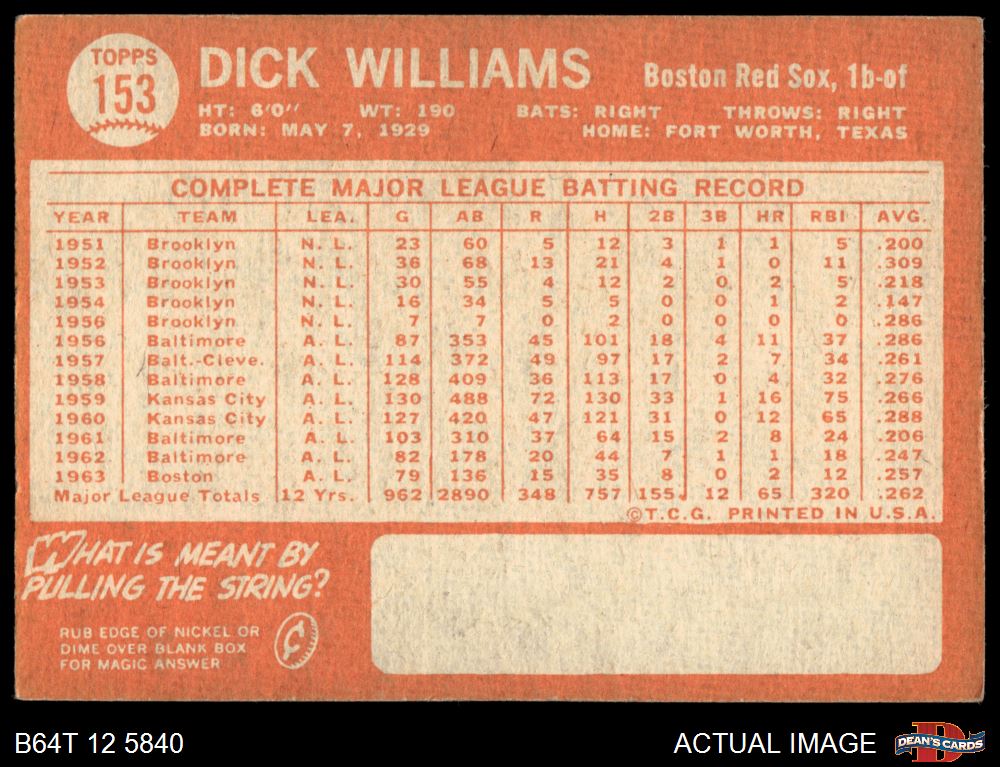 TOPPS
153
DICK WILLIAMS Boston Red Sox, 1b-of
HT: 6'0" WT: 190 BATS: RIGHT THROWS: RIGHT
BORN: MAY 7, 1929 HOME: FORT WORTH, TEXAS
COMPLETE MAJOR LEAGUE BATTING RECORD
YEAR TEAM LEA. G AB R H 2B 3B HR RBI AVG.
1951 Brooklyn N. L. 23 60 5 12 3 1 1 5 .200
1952 Brooklyn N. L. 36 68 13 21 4 1 0 11 .309
1953 Brooklyn N. L. 30 55 4 12 2 0 2 5 .218
1954 Brooklyn N. L. 16 34 5 5 0 0 1 2 .147
1956 Brooklyn N. L. 7 7 0 2 0 0 0 0 .286
1956 Baltimore A. L. 87 353 45 101 18 4 11 37 .286
1957 Balt.-Cleve. A. L. 114 372 49 97 17 2 7 34 .261
1958 Baltimore A. L. 128 409 36 113 17 0 4 32 .276
1959 Kansas City A. L. 130 488 72 130 33 1 16 75 .266
1960 Kansas City A. L. 127 420 47 121 31 0 12 65 .288
1961 Baltimore A. L. 103 310 37 64 15 2 8 24 .206
1962 Baltimore A. L. 82 178 20 44 7 1 1 18 .247
1963 Boston A. L. 79 136 15 35 8 0 2 12 .257
Major League Totals 12 Yrs. 962 2890 348 757 155 12 65 320 .262
©T.C.G. PRINTED IN U.S.A.
WHAT IS MEANT BY
PULLING THE STRING?
RUB EDGE OF NICKEL OR
DIME OVER BLANK BOX
FOR MAGIC ANSWER
¢
B64T 12 5840 ACTUAL IMAGE DEAN'S CARDS